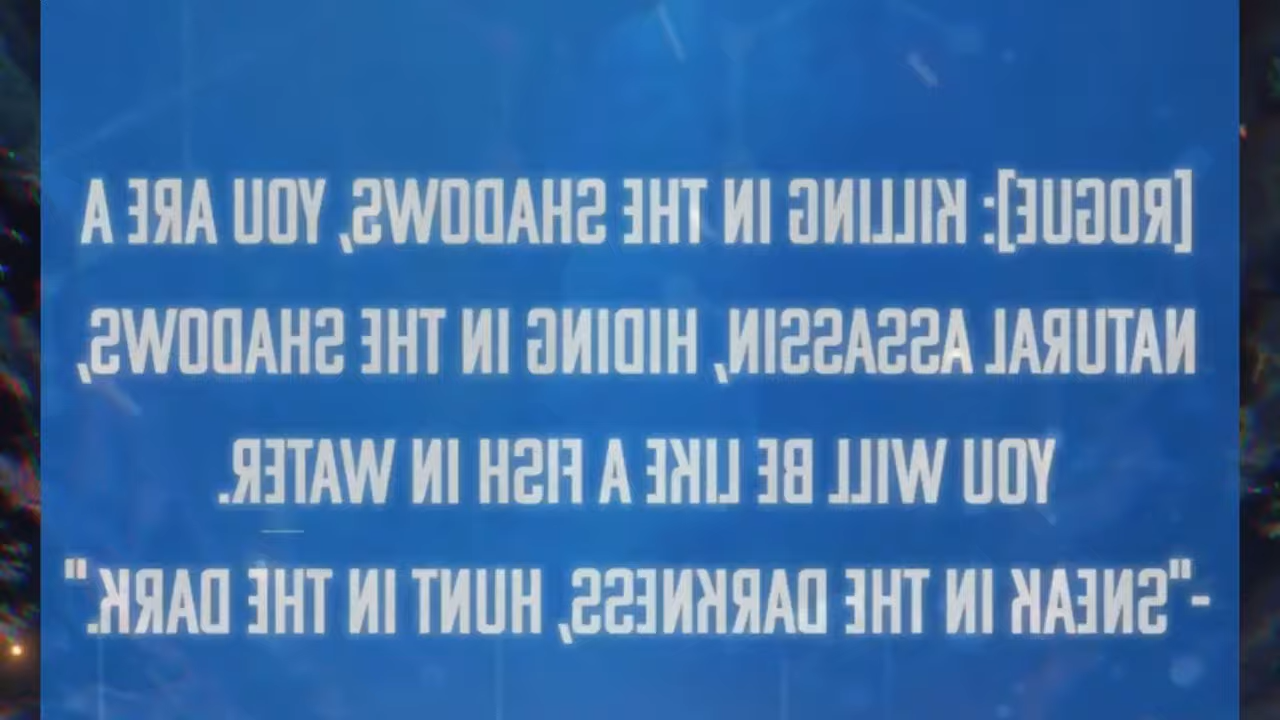 [ROGUE]: KILLING IN THE SHADOWS, YOU ARE A
NATURAL ASSASSIN, HIDING IN THE SHADOWS,
YOU WILL BE LIKE A FISH IN WATER.
-"SNEAK IN THE DARKNESS, HUNT IN THE DARK."